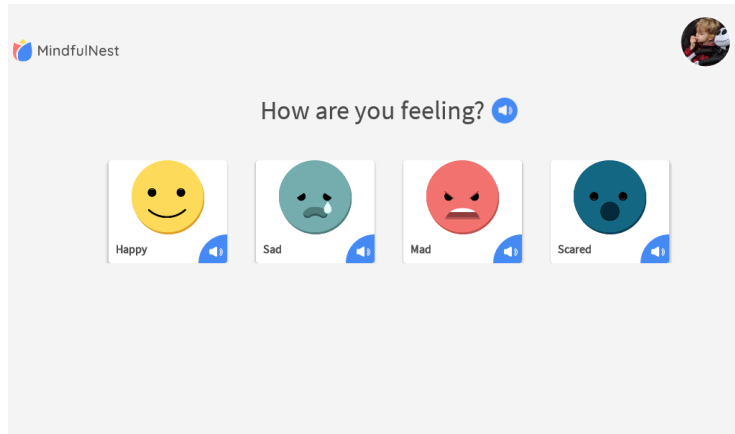 MindfulNest
How are you feeling?
Happy
Sad
Mad
Scared